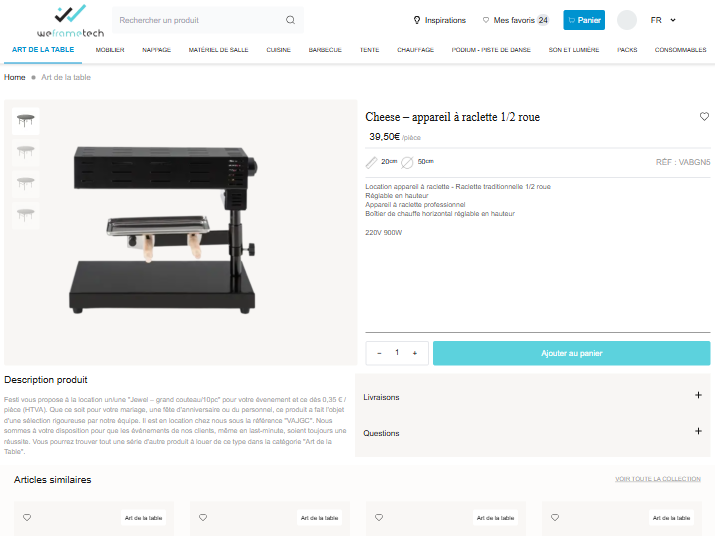 weframetech
Rechercher un produit
Inspirations
Mes favoris 24
Panier
FR
ART DE LA TABLE MOBILIER NAPPAGE MATÉRIEL DE SALLE CUISINE BARBECUE TENTE CHAUFFAGE PODIUM - PISTE DE DANSE SON ET LUMIÈRE PACKS CONSOMMABLES
Home Art de la table
Cheese – appareil à raclette 1/2 roue
39,50€ /pièce
20cm 50cm RÉF : VABGN5
Location appareil à raclette - Raclette traditionnelle 1/2 roue
Réglable en hauteur
Appareil à raclette professionnel
Boîtier de chauffe horizontal réglable en hauteur
220V 900W
- 1 + Ajouter au panier
Description produit
Festi vous propose à la location un/une "Jewel – grand couteau/10pc" pour votre évenement et ce dès 0,35 € /
pièce (HTVA). Que ce soit pour votre mariage, une fête d'anniversaire ou du personnel, ce produit a fait l'objet
d'une sélection rigoureuse par notre équipe. Il est en location chez nous sous la référence "VAJGC". Nous
sommes à votre disposition pour que les événements de nos clients, même en last-minute, soient toujours une
réussite. Vous pourrez trouver tout une série d'autre produit à louer de ce type dans la catégorie "Art de la
Table".
Livraisons +
Questions +
Articles similaires
VOIR TOUTE LA COLLECTION
Art de la table
Art de la table
Art de la table
Art de la table